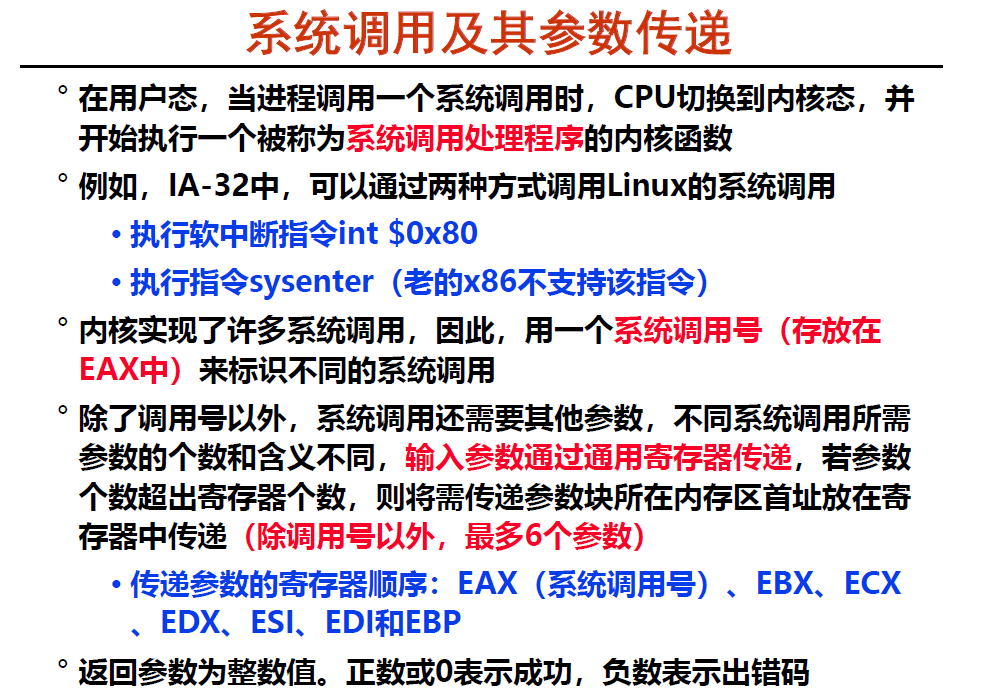 系统调用及其参数传递
° 在用户态，当进程调用一个系统调用时，CPU切换到内核态，并
开始执行一个被称为系统调用处理程序的内核函数
° 例如，IA-32中，可以通过两种方式调用Linux的系统调用
• 执行软中断指令int $0x80
• 执行指令sysenter（老的x86不支持该指令）
° 内核实现了许多系统调用，因此，用一个系统调用号（存放在
EAX中）来标识不同的系统调用
° 除了调用号以外，系统调用还需要其他参数，不同系统调用所需
参数的个数和含义不同，输入参数通过通用寄存器传递，若参数
个数超出寄存器个数，则将需传递参数块所在内存区首址放在寄
存器中传递（除调用号以外，最多6个参数）
• 传递参数的寄存器顺序：EAX（系统调用号）、EBX、ECX
、EDX、ESI、EDI和EBP
° 返回参数为整数值。正数或0表示成功，负数表示出错码